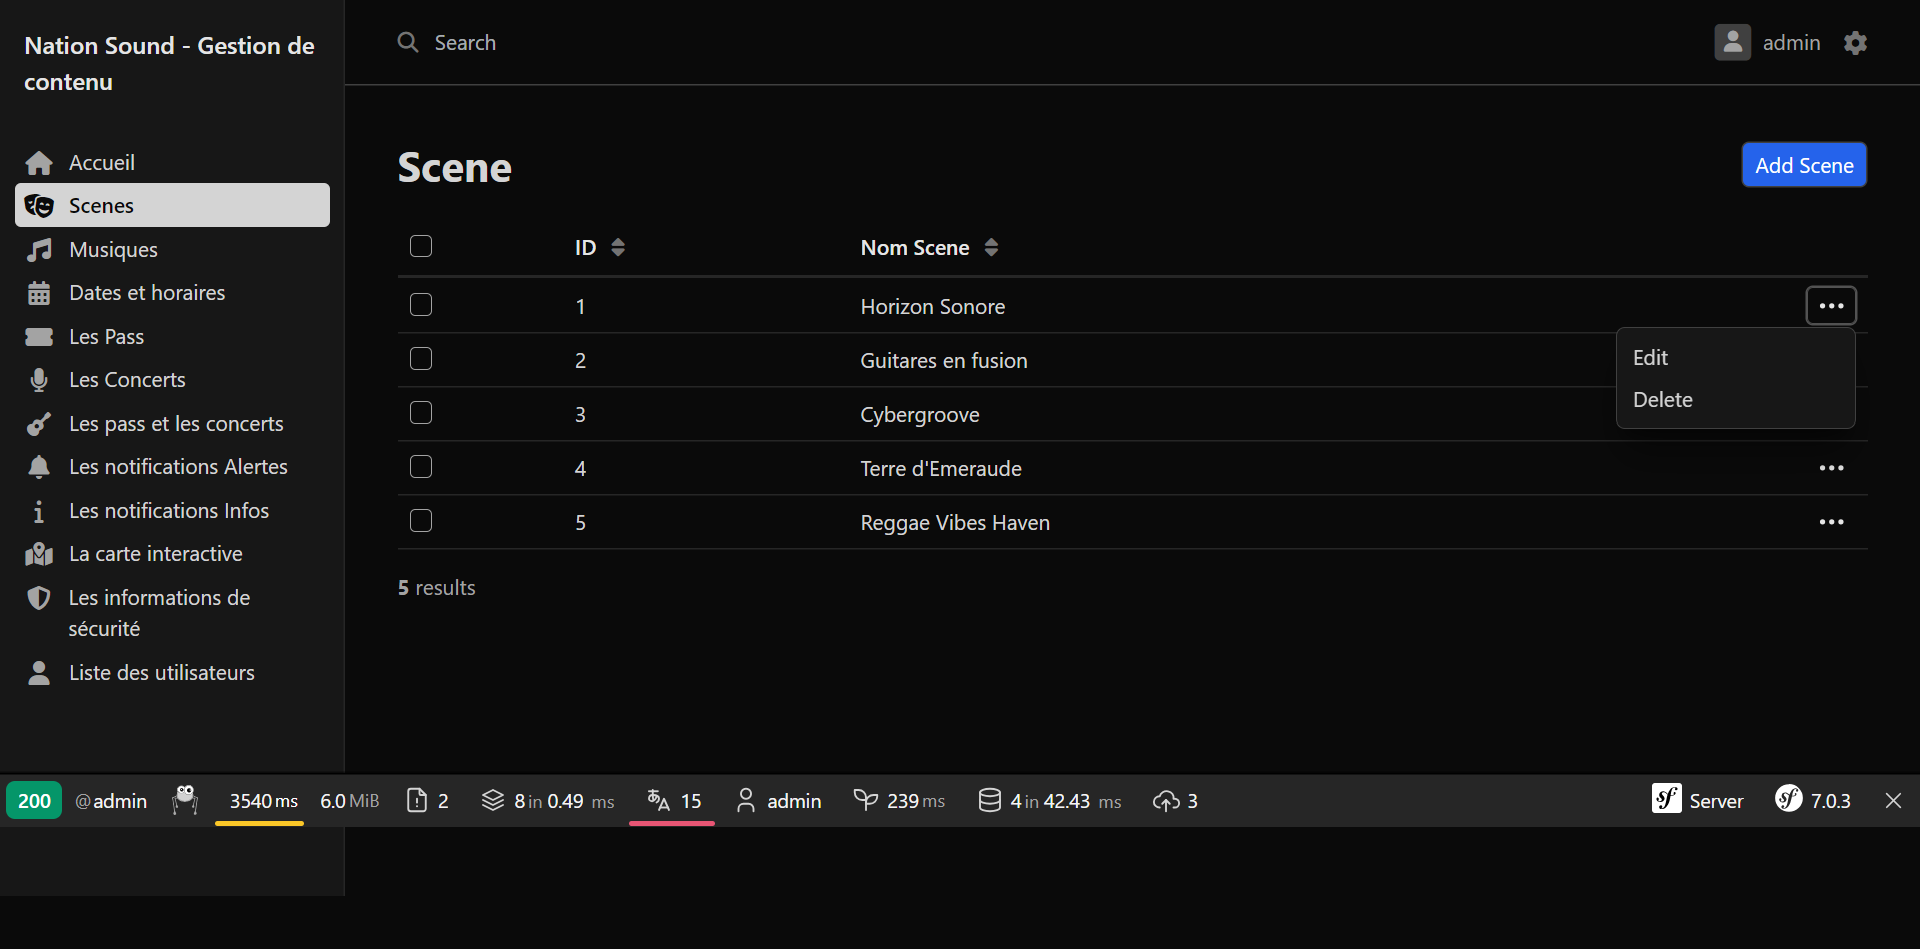 Nation Sound - Gestion de
contenu
Search
admin
Accueil
Scenes
Musiques
Dates et horaires
Les Pass
Les Concerts
Les pass et les concerts
Les notifications Alertes
Les notifications Infos
La carte interactive
Les informations de
sécurité
Liste des utilisateurs
Scene
Add Scene
ID Nom Scene
1 Horizon Sonore
2 Guitares en fusion
3 Cybergroove
4 Terre d'Emeraude
5 Reggae Vibes Haven
Edit
Delete
5 results
200 @admin 3540 ms 6.0 MiB 2 8 in 0.49 ms 15 admin 239 ms 4 in 42.43 ms 3 Server 7.0.3